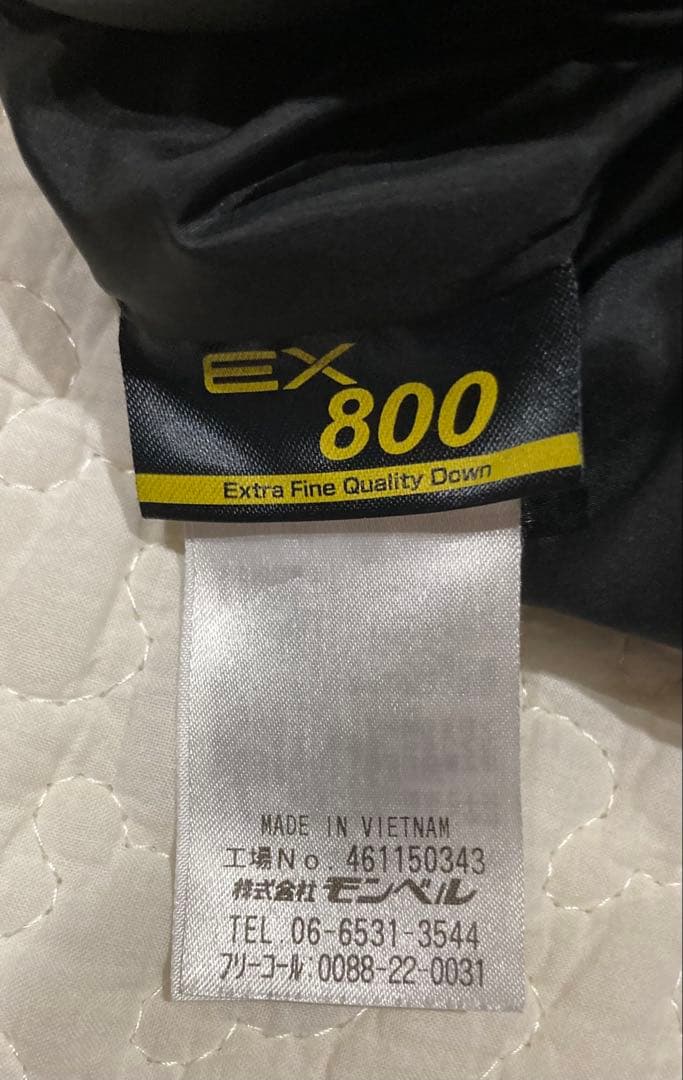 EX
800
Extra Fine Quality Down
MADE IN VIETNAM
工場No. 461150343
株式会社 モンベル
TEL.06-6531-3544
フリーコール:0088-22-0031